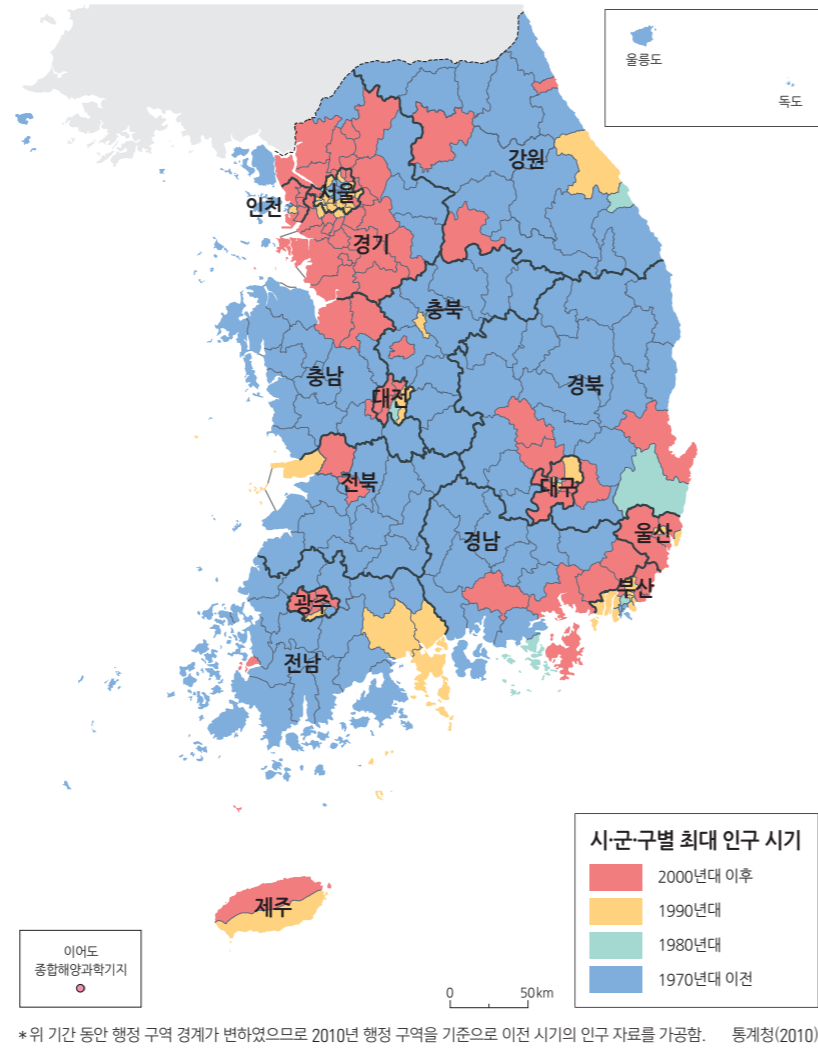 울릉도
독도
강원
서울
인천
경기
충북
충남
경북
대전
전북
대구
경남
울산
부산
광주
전남
제주
시·군·구별 최대 인구 시기
2000년대 이후
1990년대
1980년대
1970년대 이전
이어도
종합해양과학기지
0 50km
*위 기간 동안 행정 구역 경계가 변하였으므로 2010년 행정 구역을 기준으로 이전 시기의 인구 자료를 가공함. 통계청(2010)